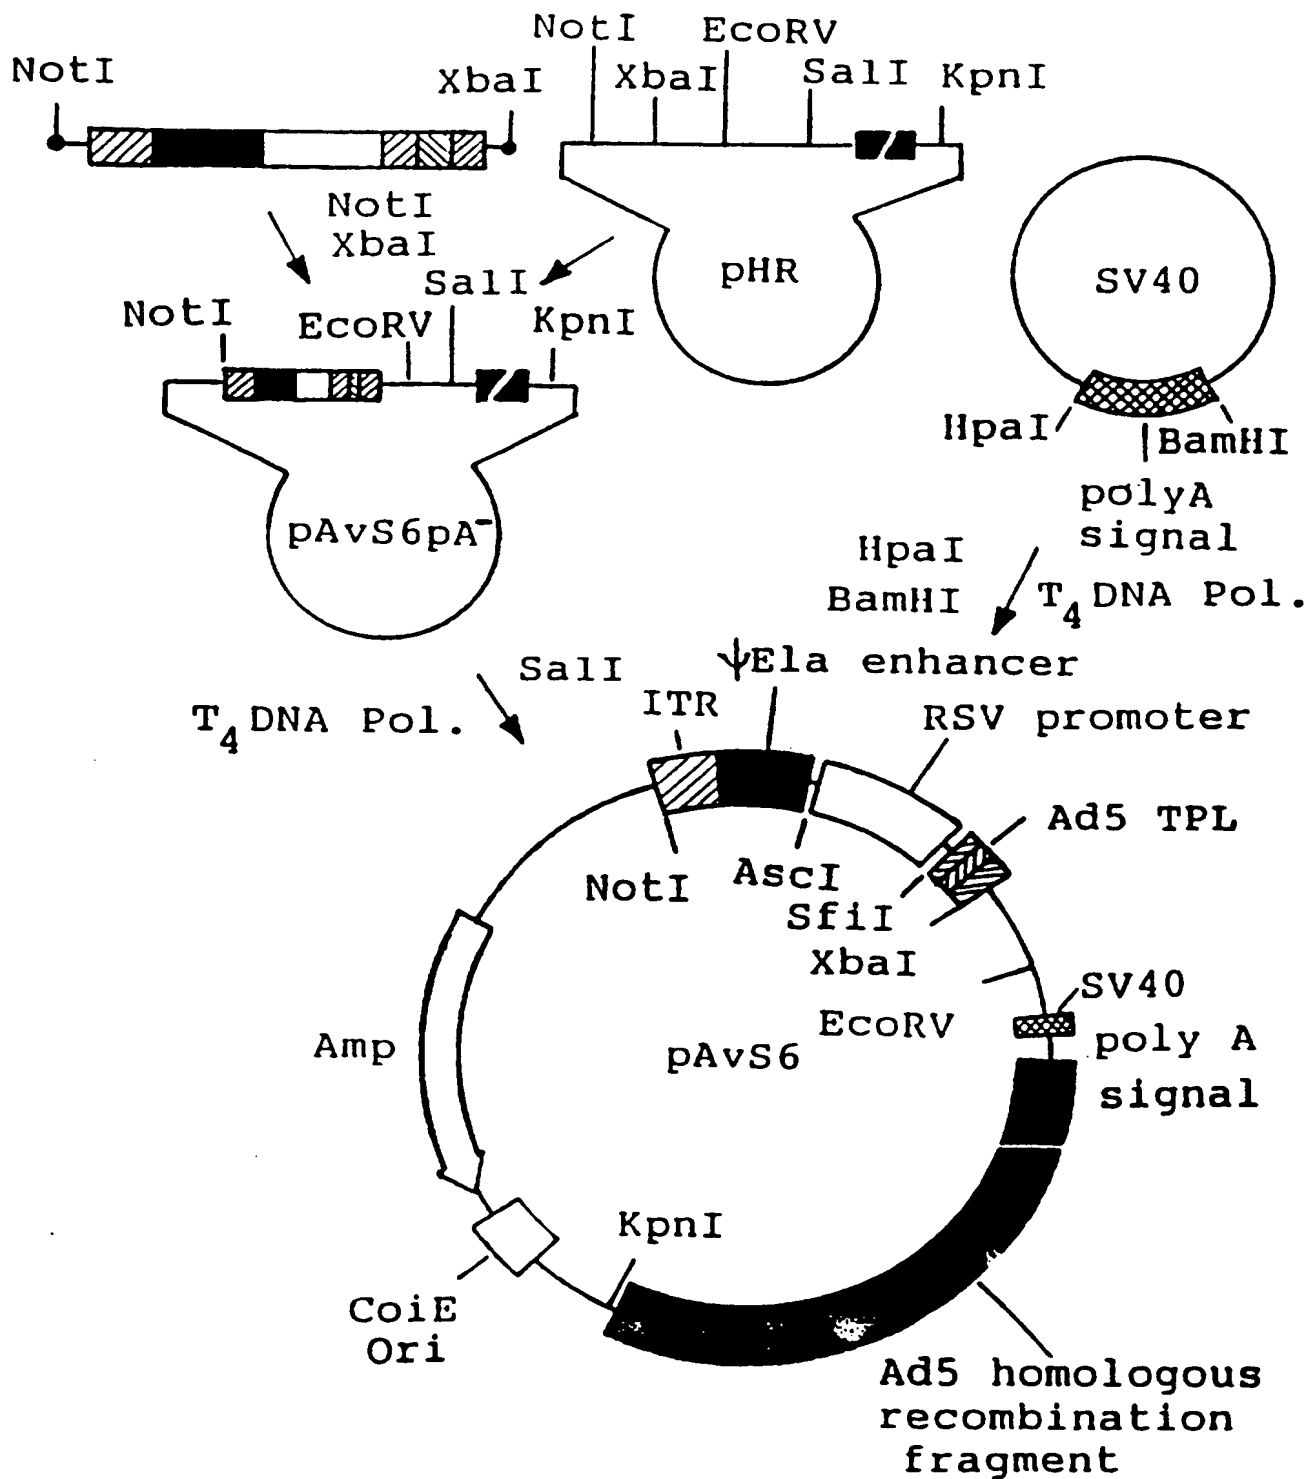 NotI
XbaI
NotI
XbaI
EcoRV
SalI
KpnI
pHR
SV40
HpaI
BamHI
polyA
signal
NotI
XbaI
NotI
EcoRV
SalI
KpnI
pAvS6pA-
HpaI
BamHI
T4 DNA Pol.
SalI
T4 DNA Pol.
ITR
ψEla enhancer
RSV promoter
Ad5 TPL
NotI
AscI
SfiI
XbaI
EcoRV
SV40
poly A
signal
Amp
pAvS6
KpnI
CoiE
Ori
Ad5 homologous
recombination
fragment